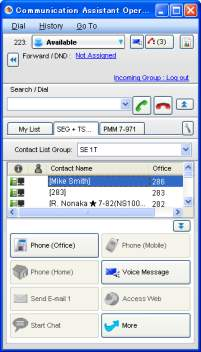 Communication Assistant Oper...
Dial History Go To
223: Available (3)
Forward / DND : Not Assigned
Incoming Group : Log out
Search / Dial
My List SEG + TS... PMM 7-971
Contact List Group: SE 1T
Contact Name Office
[Mike Smith] 286
[283] 283
[R. Nonaka ★ 7-82(NS100... 282
Phone (Office) Phone (Mobile)
Phone (Home) Voice Message
Send E-mail 1 Access Web
Start Chat More